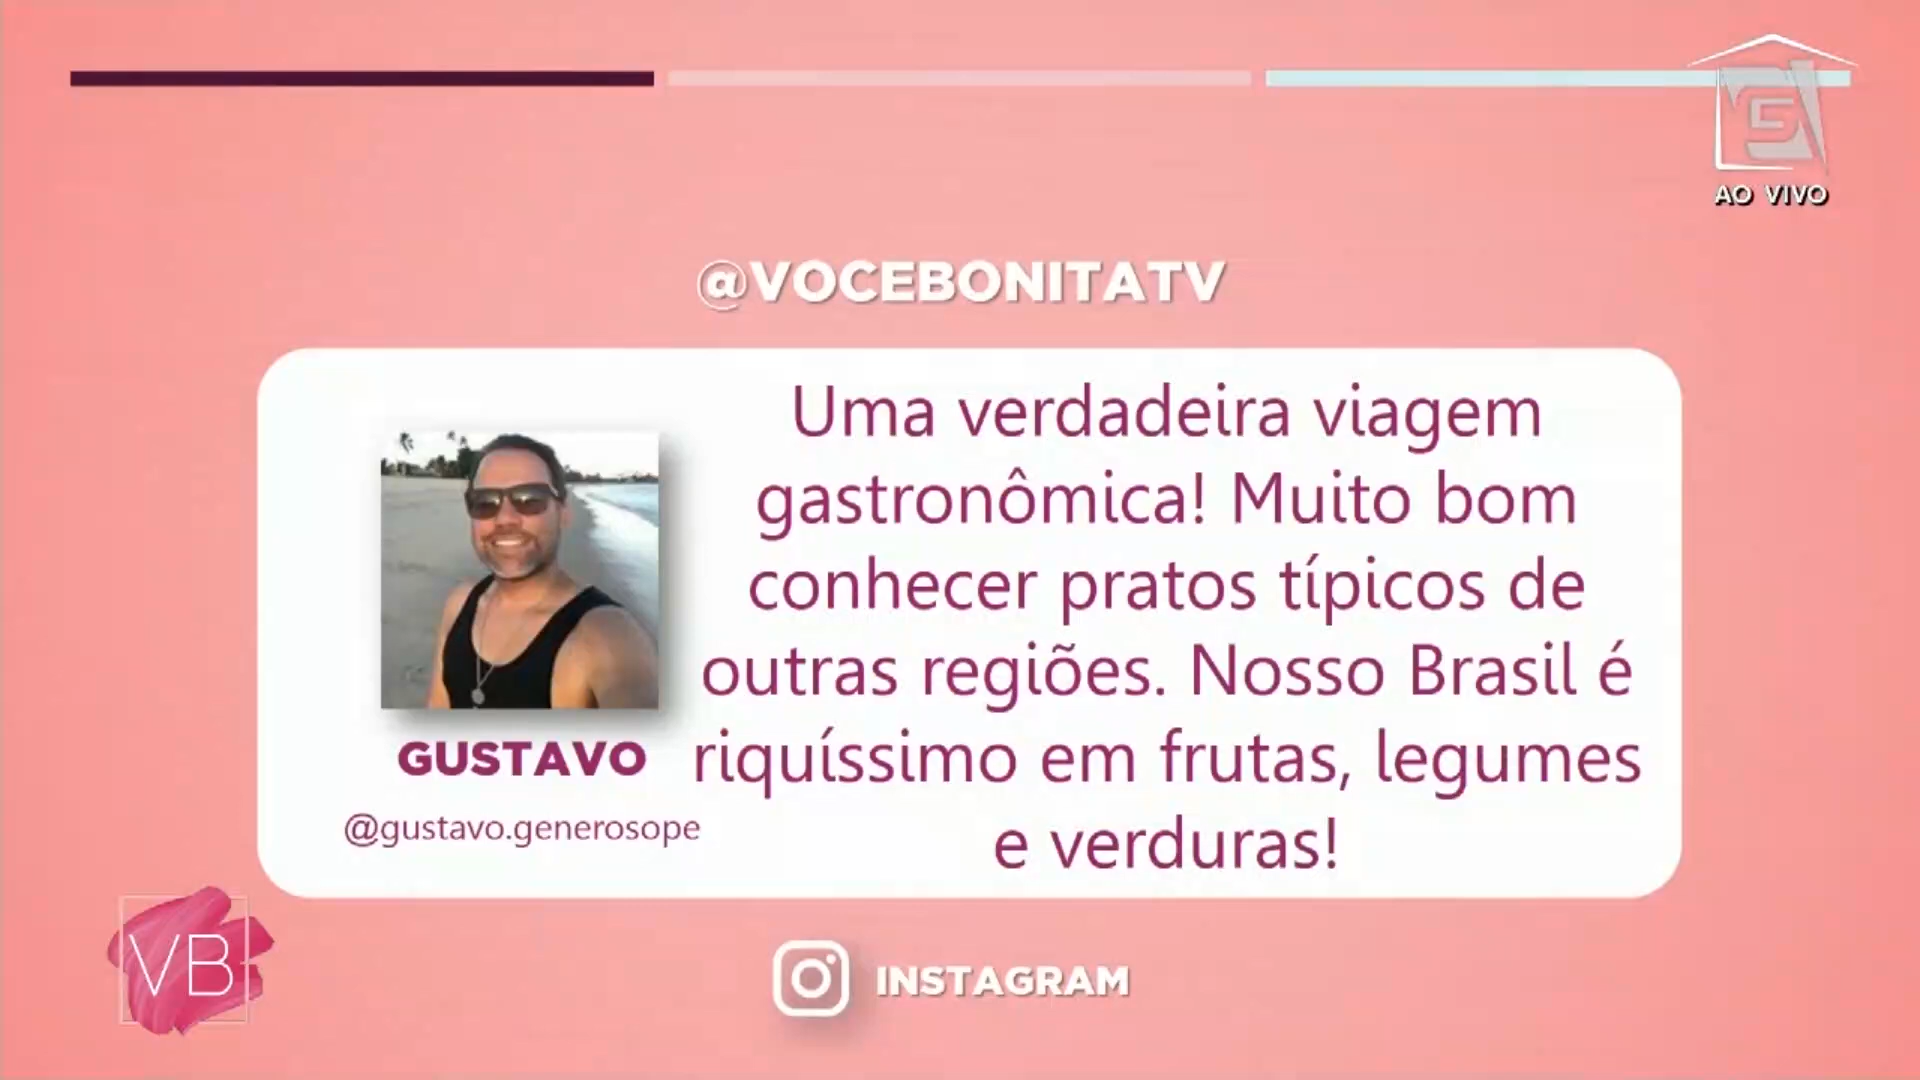 AO VIVO
@VOCEBONITATV
Uma verdadeira viagem
gastronômica! Muito bom
conhecer pratos típicos de
outras regiões. Nosso Brasil é
riquíssimo em frutas, legumes
e verduras!
GUSTAVO
@gustavo.generosope
VB
INSTAGRAM